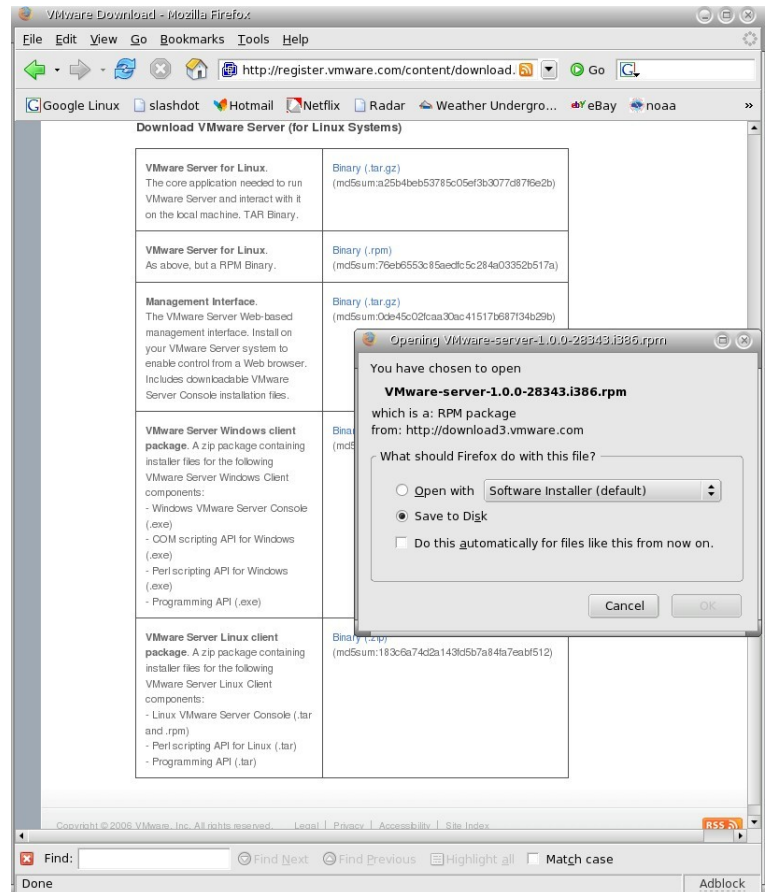 VMware Download - Mozilla Firefox
File Edit View Go Bookmarks Tools Help
http://register.vmware.com/content/download. Go G
Google Linux slashdot Hotmail Netflix Radar Weather Undergro... eBay noaa »
Download VMware Server (for Linux Systems)
VMware Server for Linux.
The core application needed to run
VMware Server and interact with it
on the local machine. TAR Binary.
Binary (.tar.gz)
(md5sum:a25b4beb53785c05ef3b3077d87f6e2b)
VMware Server for Linux.
As above, but a RPM Binary.
Binary (.rpm)
(md5sum:76eb6553c85aedfc5c284a03352b517a)
Management Interface.
The VMware Server Web-based
management interface. Install on
your VMware Server system to
enable control from a Web browser.
Includes downloadable VMware
Server Console installation files.
Binary (.tar.gz)
(md5sum:0de45c02fcaa30ac41517b687f34b29b)
VMware Server Windows client
package. A zip package containing
installer files for the following
VMware Server Windows Client
components:
- Windows VMware Server Console
(.exe)
- COM scripting API for Windows
(.exe)
- Perl scripting API for Windows
(.exe)
- Programming API (.exe)
VMware Server Linux client
package. A zip package containing
installer files for the following
VMware Server Linux Client
components:
- Linux VMware Server Console (.tar
and .rpm)
- Perl scripting API for Linux (.tar)
- Programming API (.tar)
Binary (.zip)
(md5sum:183c6a74d2a143fd5b7a84fa7eabf512)
Opening VMware-server-1.0.0-28343.i386.rpm
You have chosen to open
VMware-server-1.0.0-28343.i386.rpm
which is a: RPM package
from: http://download3.vmware.com
What should Firefox do with this file?
Open with Software Installer (default)
Save to Disk
Do this automatically for files like this from now on.
Cancel OK
Copyright © 2006 VMware, Inc. All rights reserved. Legal | Privacy | Accessibility | Site Index
RSS
Find: Find Next Find Previous Highlight all Match case
Done Adblock